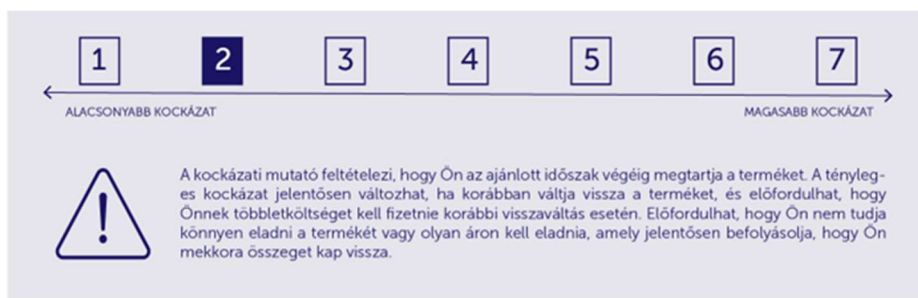 1 2 3 4 5 6 7
ALACSONYABB KOCKÁZAT MAGASABB KOCKÁZAT
A kockázati mutató feltételezi, hogy Ön az ajánlott időszak végéig megtartja a terméket. A tényleg-
es kockázat jelentősen változhat, ha korábban váltja vissza a terméket, és előfordulhat, hogy
Önnek többletköltséget kell fizetnie korábbi visszaváltás esetén. Előfordulhat, hogy Ön nem tudja
könnyen eladni a termékét vagy olyan áron kell eladnia, amely jelentősen befolyásolja, hogy Ön
mekkora összeget kap vissza.